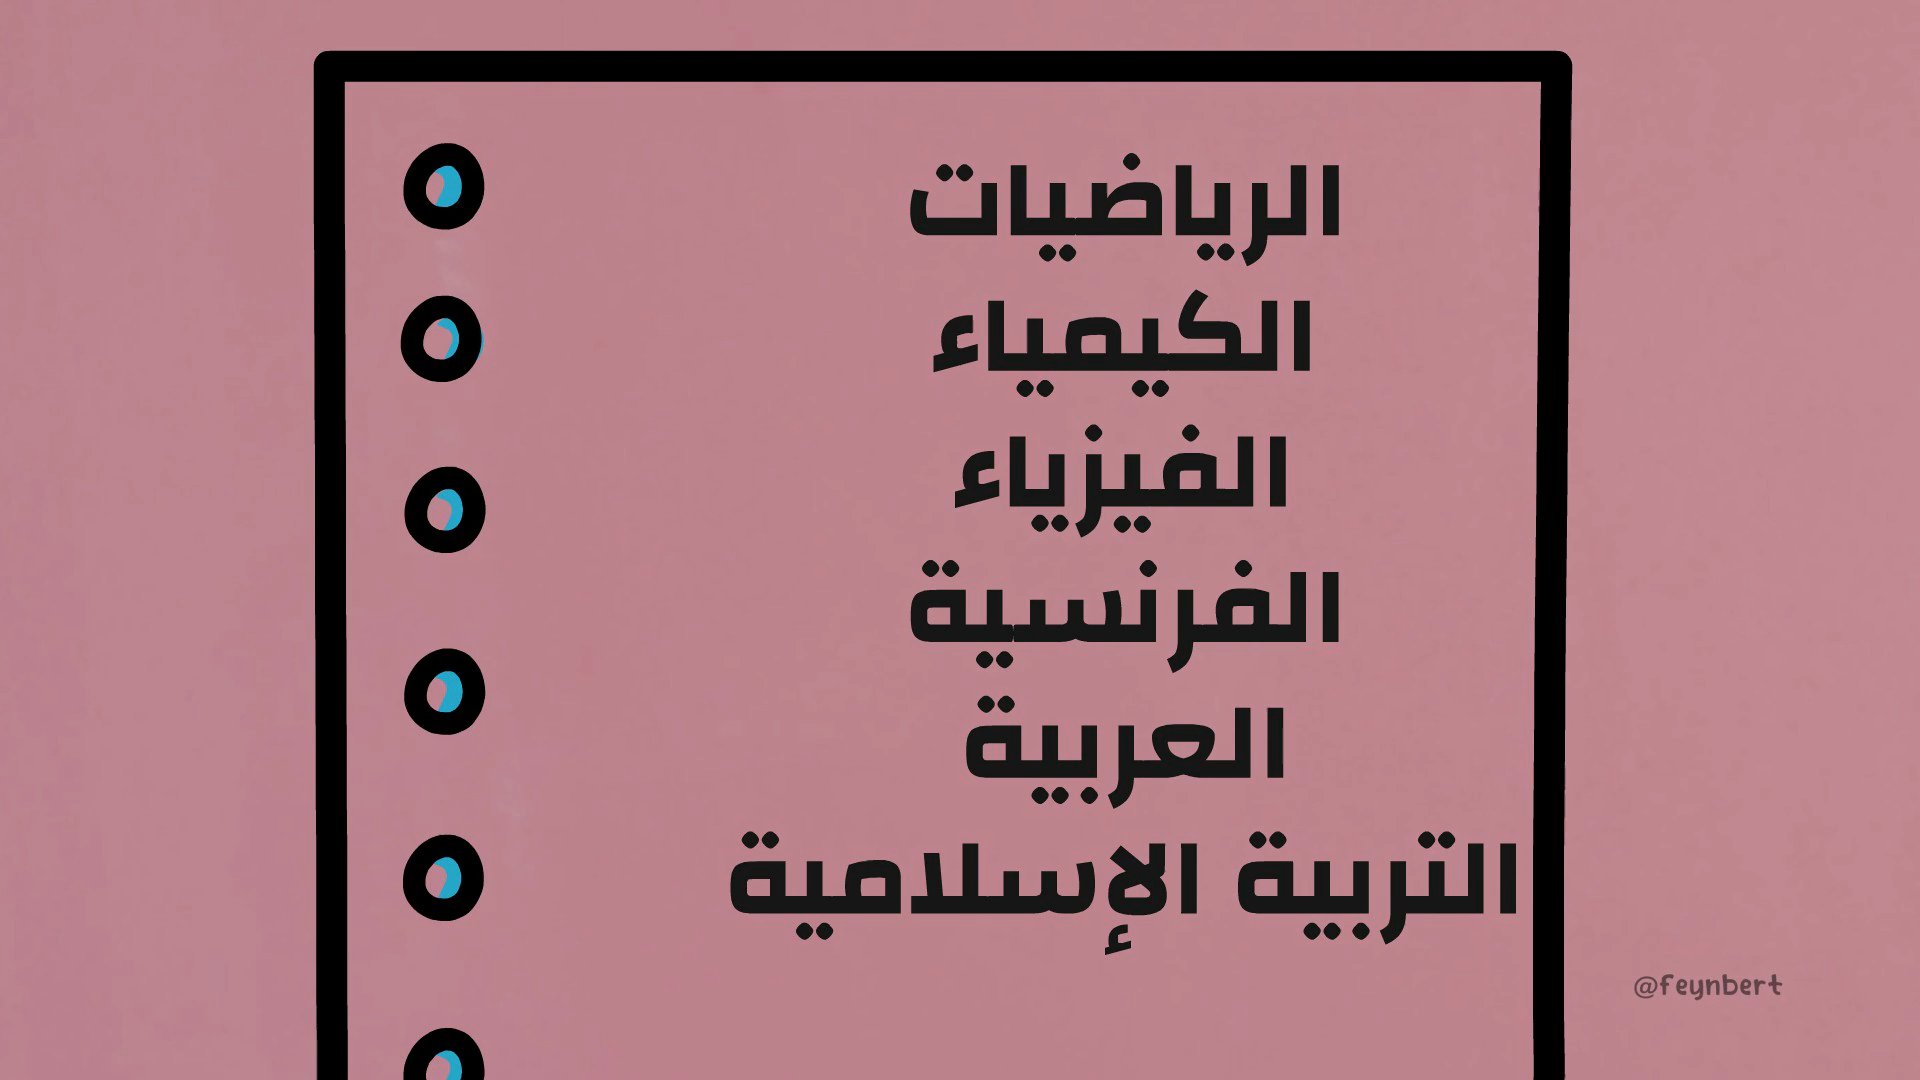 الرياضيات
الكيمياء
الفيزياء
الفرنسية
العربية
التربية الإسلامية
@feynbert